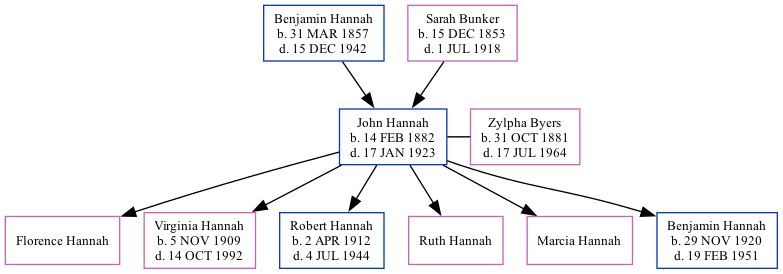 Benjamin Hannah
b. 31 MAR 1857
d. 15 DEC 1942
Sarah Bunker
b. 15 DEC 1853
d. 1 JUL 1918
John Hannah
b. 14 FEB 1882
d. 17 JAN 1923
Zylpha Byers
b. 31 OCT 1881
d. 17 JUL 1964
Florence Hannah
Virginia Hannah
b. 5 NOV 1909
d. 14 OCT 1992
Robert Hannah
b. 2 APR 1912
d. 4 JUL 1944
Ruth Hannah
Marcia Hannah
Benjamin Hannah
b. 29 NOV 1920
d. 19 FEB 1951